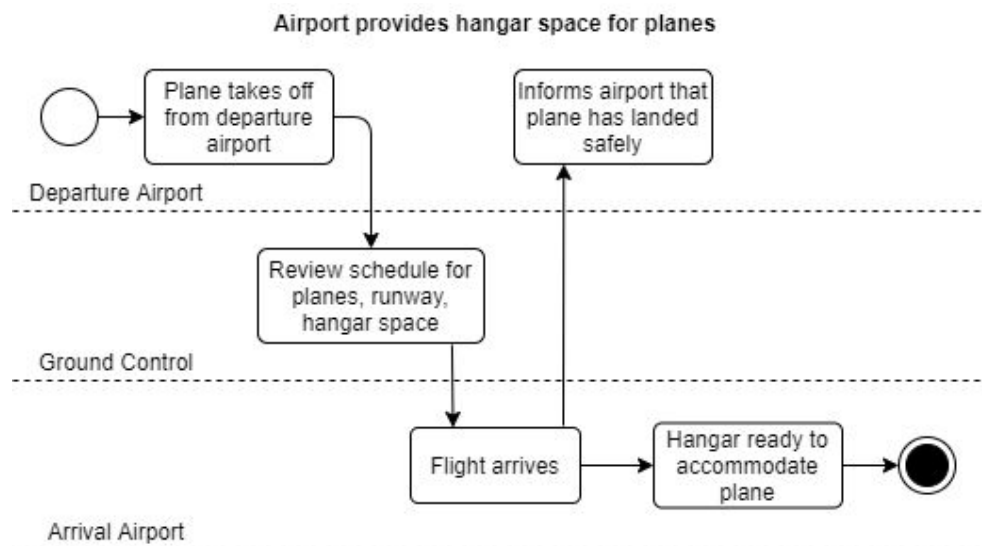 Airport provides hangar space for planes
Plane takes off
from departure
airport
Informs airport that
plane has landed
safely
Departure Airport
Review schedule for
planes, runway,
hangar space
Ground Control
Flight arrives
Hangar ready to
accommodate
plane
Arrival Airport